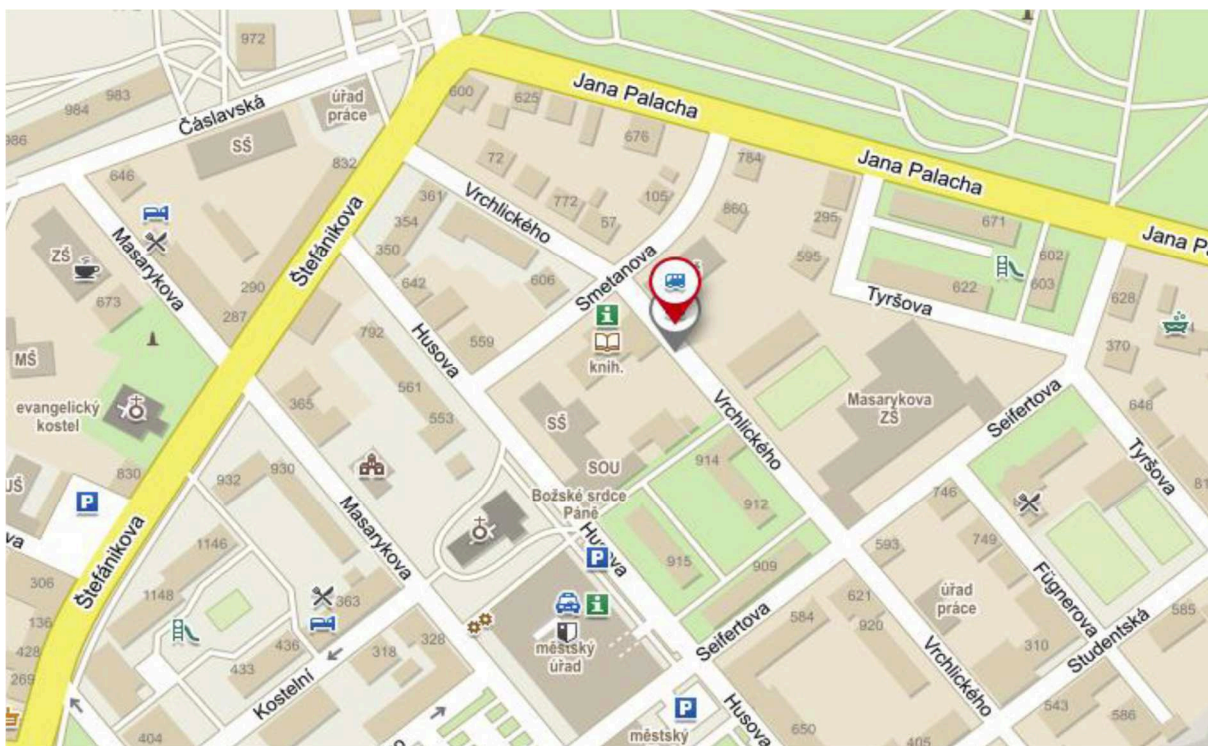 972
983
984
986
Čáslavská
úřad
práce
SŠ
832
600
625
Jana Palacha
676
72
772
57
105
784
860
Jana Palacha
295
595
671
Jana P
602
603
622
Tyršova
628
370
646
ZŠ
Masarykova
673
290
287
Štefánikova
361
354
350
642
Vrchlického
606
Smetanova
559
Husova
792
561
553
365
MŠ
evangelický
kostel
830
932
930
knih.
SŠ
SOU
Božské srdce
Páně
Vrchlického
914
912
915
909
Masarykova
ZŠ
Seifertova
648
Tyršova
81
746
749
593
Husova
P
P
Štefánikova
va
306
136
428
269
1146
1148
Masarykova
363
436
433
Kostelní
318
328
404
městský
úřad
Seifertova
584
621
920
úřad
práce
Fügnerova
310
Studentská
585
543
586
Vrchlického
P
městský
Husova
650
405